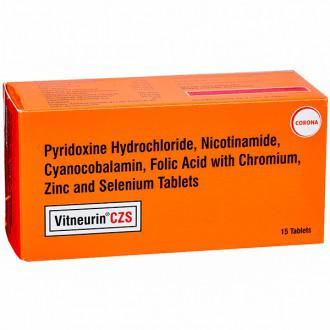 CORONA
Pyridoxine Hydrochloride, Nicotinamide,
Cyanocobalamin, Folic Acid with Chromium,
Zinc and Selenium Tablets
Vitneurin® CZS
15 Tablets